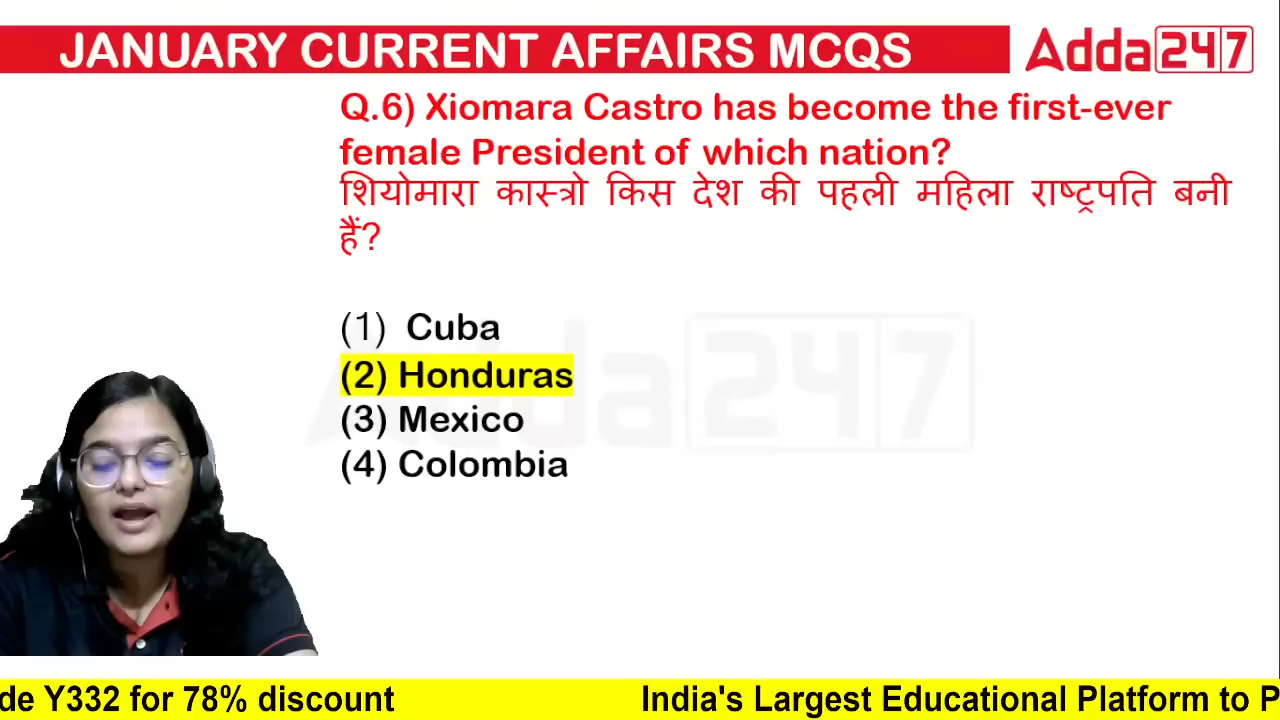 JANUARY CURRENT AFFAIRS MCQS
Adda247
Q.6) Xiomara Castro has become the first-ever
female President of which nation?
शियोमारा कास्त्रो किस देश की पहली महिला राष्ट्रपति बनी
हैं?
(1) Cuba
(2) Honduras
(3) Mexico
(4) Colombia
Adda247
de Y332 for 78% discount India's Largest Educational Platform to P